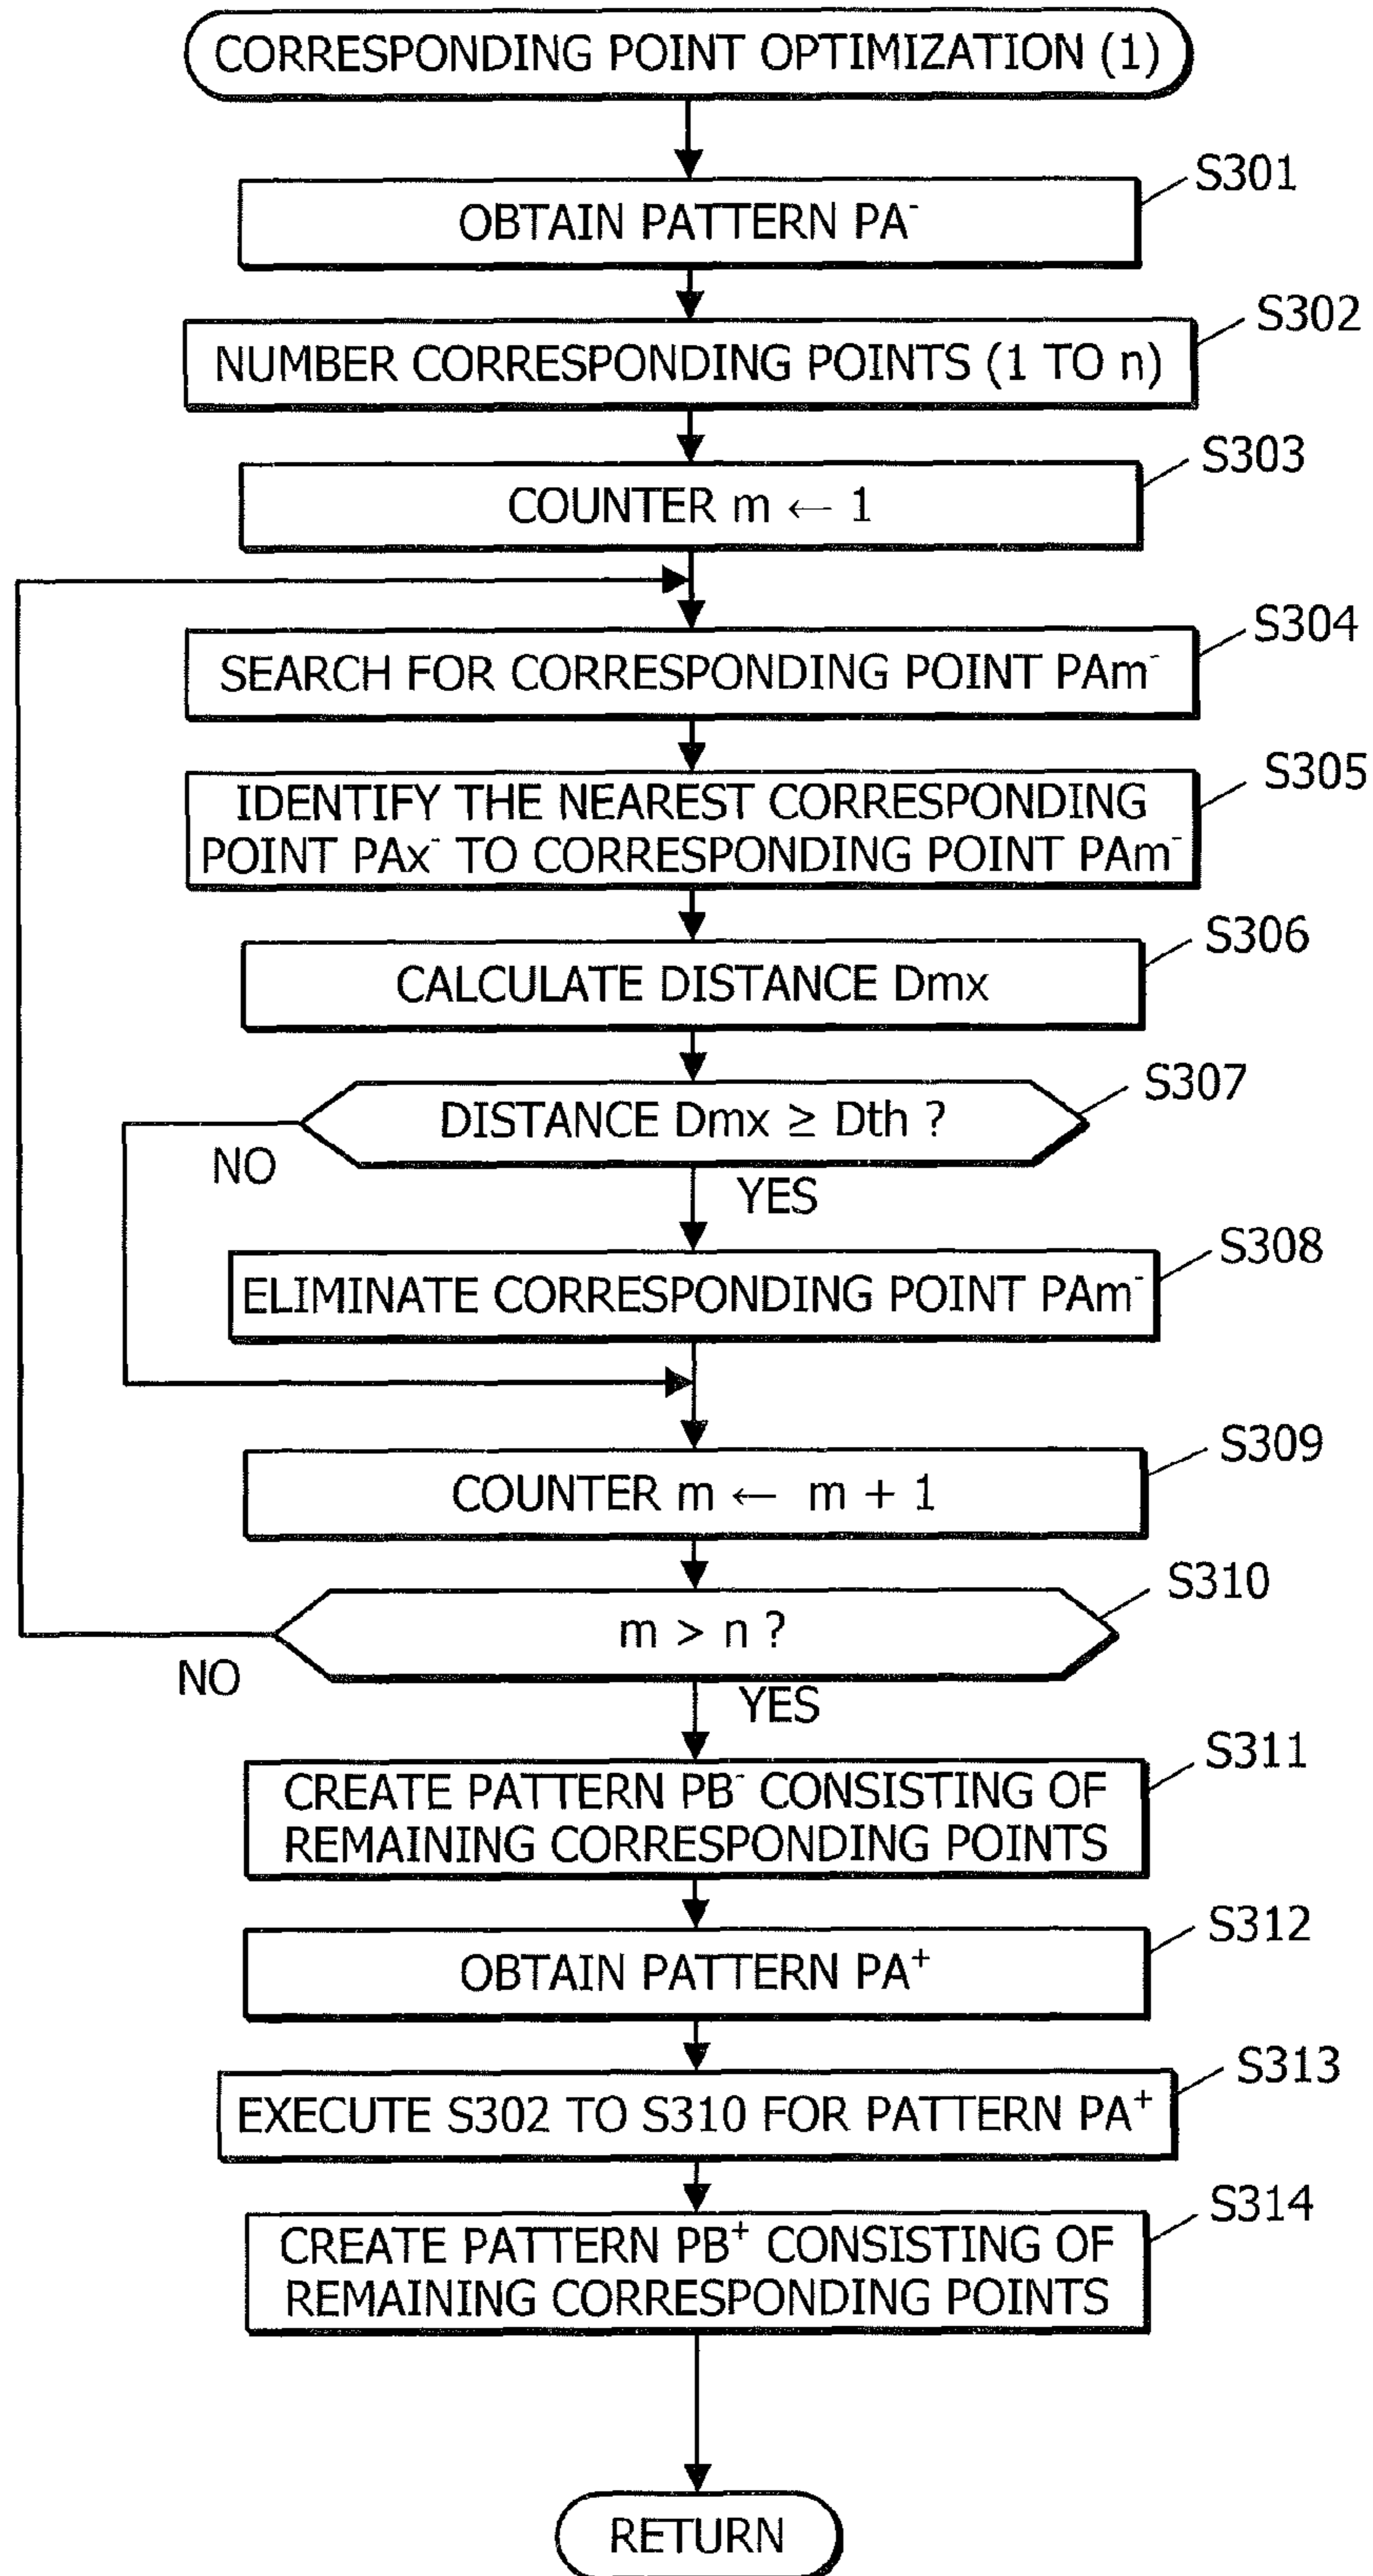 CORRESPONDING POINT OPTIMIZATION (1)
S301
OBTAIN PATTERN PA⁻
S302
NUMBER CORRESPONDING POINTS (1 TO n)
S303
COUNTER m ← 1
S304
SEARCH FOR CORRESPONDING POINT PAm⁻
S305
IDENTIFY THE NEAREST CORRESPONDING
POINT PAx⁻ TO CORRESPONDING POINT PAm⁻
S306
CALCULATE DISTANCE Dmx
S307
DISTANCE Dmx ≥ Dth ?
NO
YES
S308
ELIMINATE CORRESPONDING POINT PAm⁻
S309
COUNTER m ← m + 1
S310
m > n ?
NO
YES
S311
CREATE PATTERN PB⁻ CONSISTING OF
REMAINING CORRESPONDING POINTS
S312
OBTAIN PATTERN PA⁺
S313
EXECUTE S302 TO S310 FOR PATTERN PA⁺
S314
CREATE PATTERN PB⁺ CONSISTING OF
REMAINING CORRESPONDING POINTS
RETURN